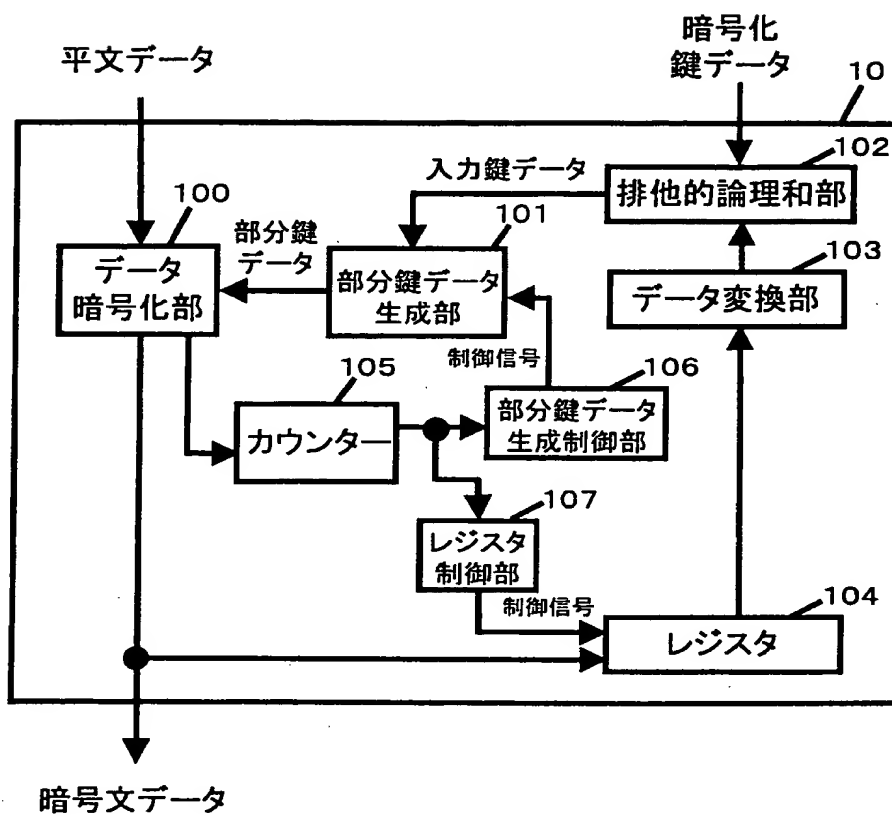 平文データ
暗号化
鍵データ
10
102
排他的論理和部
入力鍵データ
100
データ
暗号化部
部分鍵
データ
101
部分鍵データ
生成部
103
データ変換部
制御信号
105
カウンター
106
部分鍵データ
生成制御部
107
レジスタ
制御部
制御信号
104
レジスタ
暗号文データ